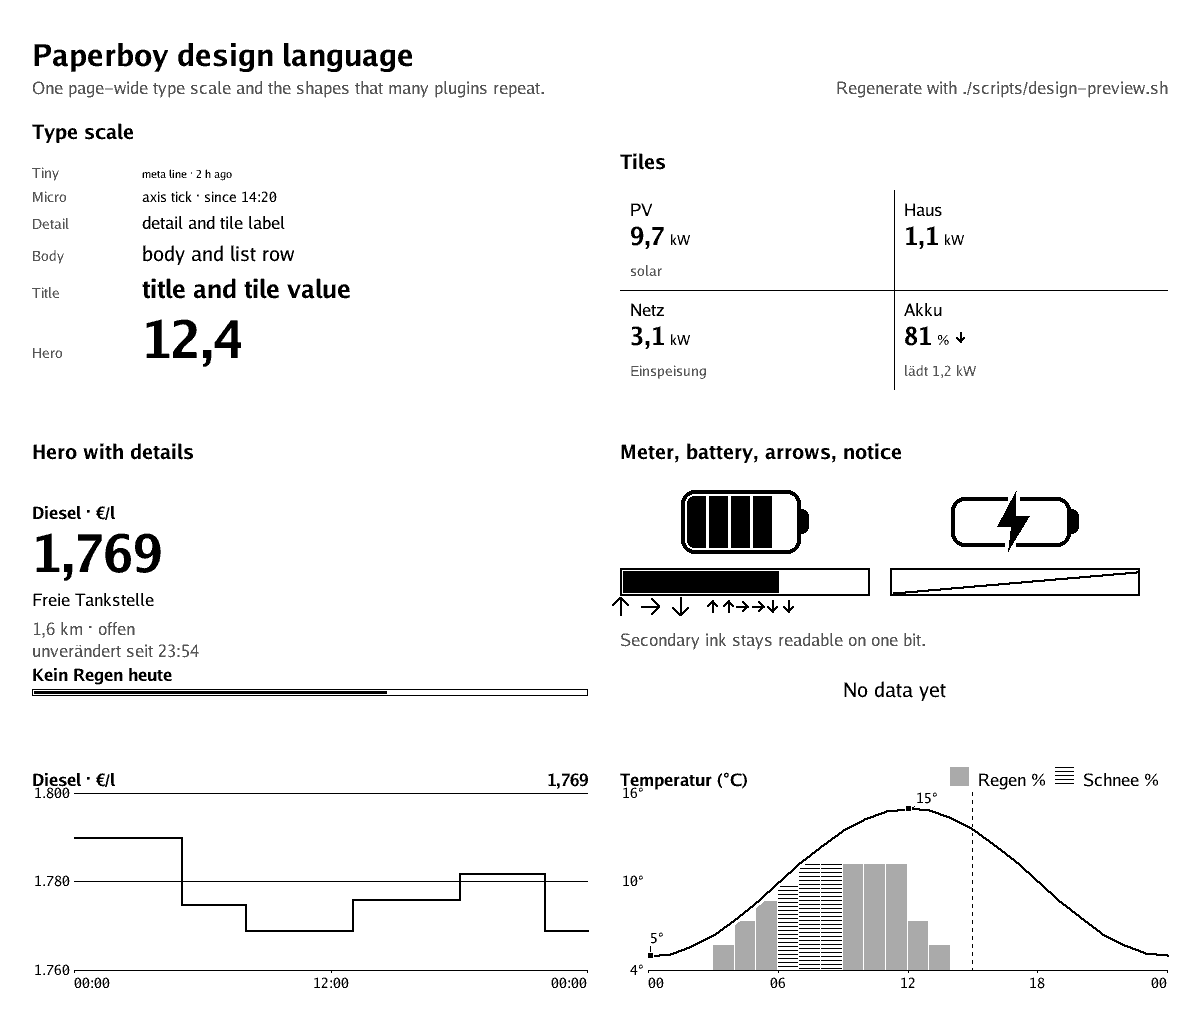 Paperboy design language
One page-wide type scale and the shapes that many plugins repeat.
Regenerate with ./scripts/design-preview.sh
Type scale
Tiny meta line · 2 h ago
Micro axis tick · since 14:20
Detail detail and tile label
Body body and list row
Title title and tile value
Hero 12,4
Tiles
PV
9,7 kW
solar
Haus
1,1 kW
Netz
3,1 kW
Einspeisung
Akku
81 % ↓
lädt 1,2 kW
Hero with details
Diesel · €/l
1,769
Freie Tankstelle
1,6 km · offen
unverändert seit 23:54
Kein Regen heute
Meter, battery, arrows, notice
↑ → ↓ ↑↑→→↓↓
Secondary ink stays readable on one bit.
No data yet
Diesel · €/l 1,769
1.800
1.780
1.760
00:00 12:00 00:00
Temperatur (°C) Regen % Schnee %
16°
15°
10°
5°
4°
00 06 12 18 00